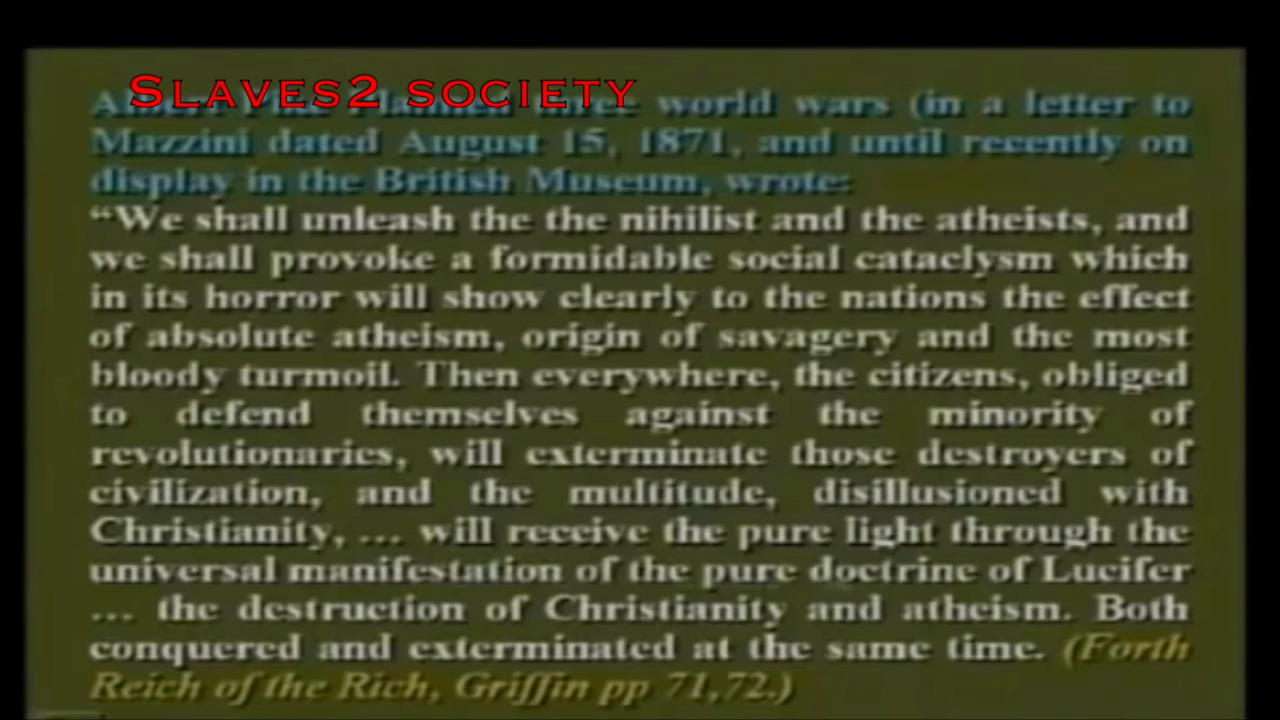 SLAVES2 SOCIETY
world wars (in a letter to
Mazzini dated August 15, 1871, and until recently on
display in the British Museum, wrote:
“We shall unleash the the nihilist and the atheists, and
we shall provoke a formidable social cataclysm which
in its horror will show clearly to the nations the effect
of absolute atheism, origin of savagery and the most
bloody turmoil. Then everywhere, the citizens, obliged
to defend themselves against the minority of
revolutionaries, will exterminate those destroyers of
civilization, and the multitude, disillusioned with
Christianity, ... will receive the pure light through the
universal manifestation of the pure doctrine of Lucifer
... the destruction of Christianity and atheism. Both
conquered and exterminated at the same time. (Forth
Reich of the Rich, Griffin pp 71,72.)